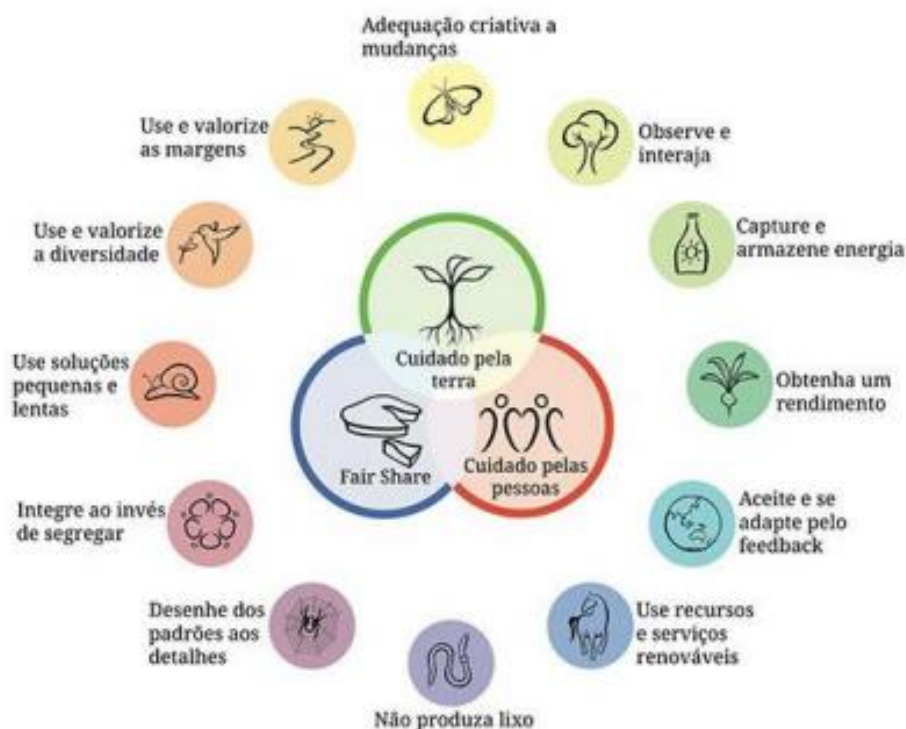 Adequação criativa a
mudanças
Observe e
interaja
Capture e
armazene energia
Obtenha um
rendimento
Aceite e se
adapte pelo
feedback
Use recursos
e serviços
renováveis
Não produza lixo
Desenhe dos
padrões aos
detalhes
Integre ao invés
de segregar
Use soluções
pequenas e
lentas
Use e valorize
a diversidade
Use e valorize
as margens
Cuidado pela
terra
Fair Share
Cuidado pelas
pessoas